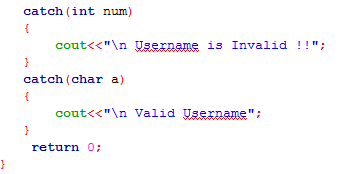 catch(int num)
{
cout<<"\n Username is Invalid !!";
}
catch(char a)
{
cout<<"\n Valid Username";
}
return 0;
}